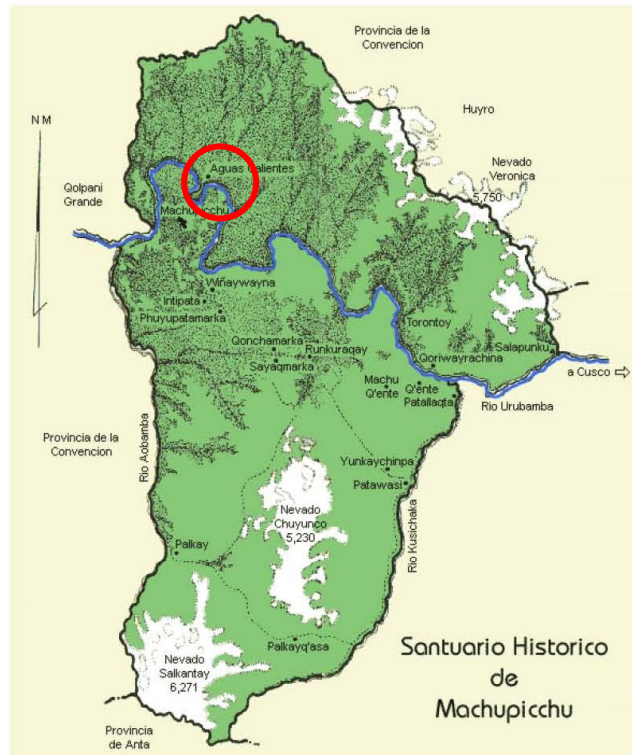 Provincia de la
Convencion
Huyro
N M
Nevado
Veronica
5,750
Aguas Calientes
Qolpani
Grande
Machupicchu
Wiñaywayna
Intipata
Phuyupatamarka
Torontoy
Qonchamarka
Runkuraqay
Sayaqmarka
Salapunku
Qoriwayrachina
a Cusco
Machu
Q'ente
Q'ente
Patallaqta
Rio Urubamba
Provincia de la
Convencion
Rio Aobamba
Yunkaychinpa
Patawasi
Nevado
Chuyunco
5,230
Rio Kusichaka
Palkay
Palkayq'asa
Nevado
Salkantay
6,271
Santuario Historico
de
Machupicchu
Provincia
de Anta